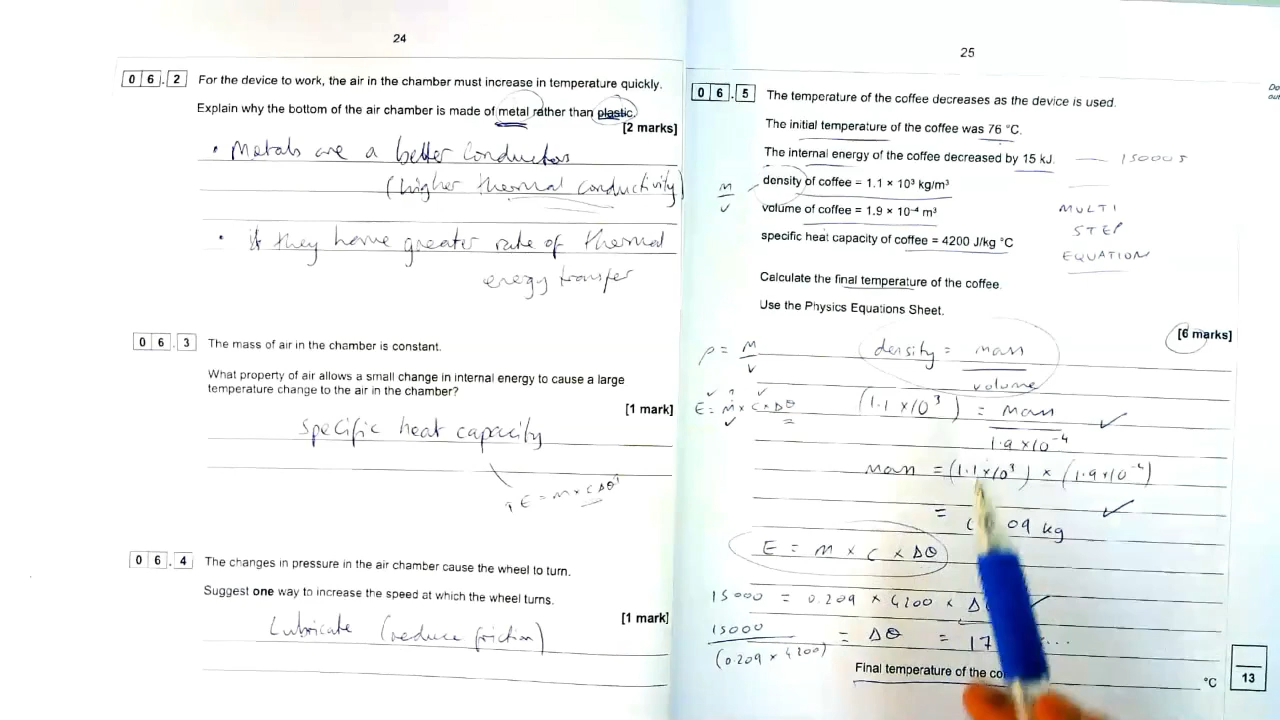 24
0 6 . 2 For the device to work, the air in the chamber must increase in temperature quickly.
Explain why the bottom of the air chamber is made of metal rather than plastic.
[2 marks]
• Metals are a better conductors
(higher thermal conductivity)
• they have greater rate of thermal
energy transfer
0 6 . 3 The mass of air in the chamber is constant.
What property of air allows a small change in internal energy to cause a large
temperature change to the air in the chamber?
[1 mark]
specific heat capacity
E = m × c Δθ
0 6 . 4 The changes in pressure in the air chamber cause the wheel to turn.
Suggest one way to increase the speed at which the wheel turns.
[1 mark]
Lubricate (reduce friction)
25
Do
out
0 6 . 5 The temperature of the coffee decreases as the device is used.
The initial temperature of the coffee was 76 °C.
The internal energy of the coffee decreased by 15 kJ. — 15000 J
density of coffee = 1.1 × 10³ kg/m³
M
V
volume of coffee = 1.9 × 10⁻⁴ m³
specific heat capacity of coffee = 4200 J/kg °C
MULTI
STEP
EQUATION
Calculate the final temperature of the coffee.
Use the Physics Equations Sheet.
[6 marks]
ρ = M
V
density = mass
volume
E = M × C × Δθ
(1.1 × 10³) = mass
1.9 × 10⁻⁴
mass = (1.1 × 10³) × (1.9 × 10⁻⁴)
= 09 kg
E = M × C × Δθ
15000 = 0.209 × 4200 × Δ
15000
(0.209 × 4200)
= Δθ = 17 ...
Final temperature of the °C
13